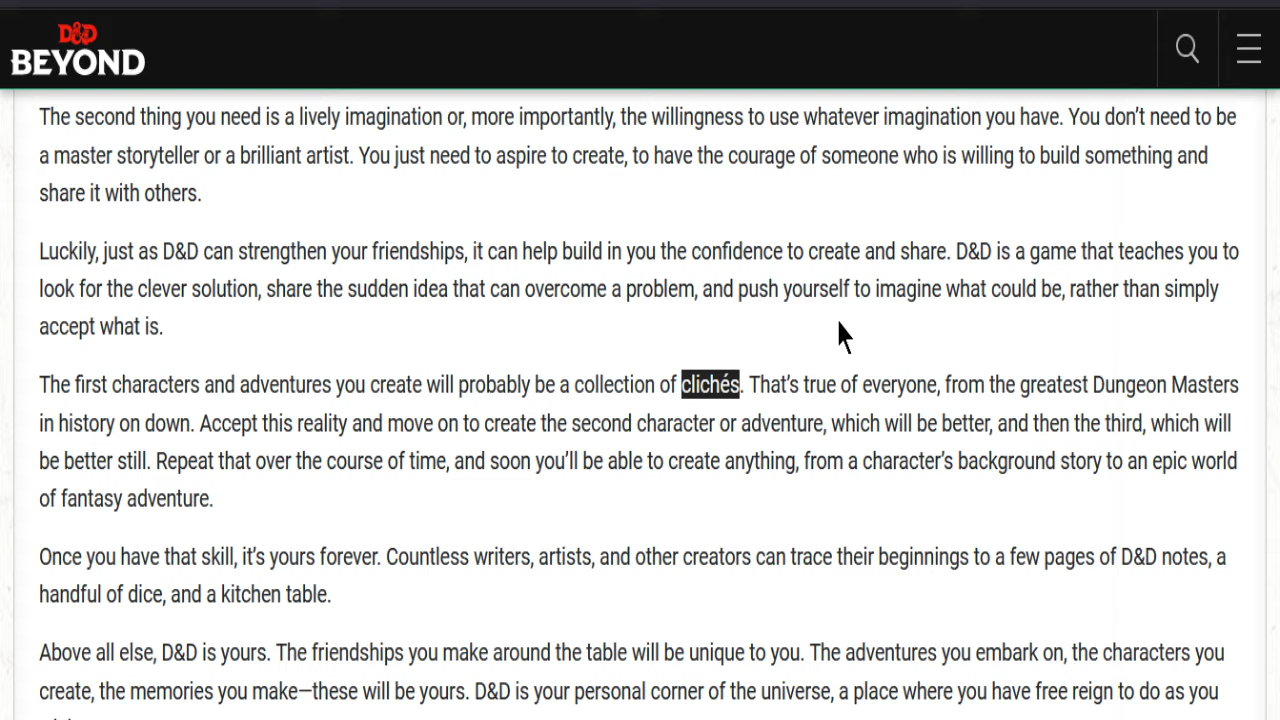 D&D
BEYOND
The second thing you need is a lively imagination or, more importantly, the willingness to use whatever imagination you have. You don’t need to be
a master storyteller or a brilliant artist. You just need to aspire to create, to have the courage of someone who is willing to build something and
share it with others.
Luckily, just as D&D can strengthen your friendships, it can help build in you the confidence to create and share. D&D is a game that teaches you to
look for the clever solution, share the sudden idea that can overcome a problem, and push yourself to imagine what could be, rather than simply
accept what is.
The first characters and adventures you create will probably be a collection of clichés. That’s true of everyone, from the greatest Dungeon Masters
in history on down. Accept this reality and move on to create the second character or adventure, which will be better, and then the third, which will
be better still. Repeat that over the course of time, and soon you’ll be able to create anything, from a character’s background story to an epic world
of fantasy adventure.
Once you have that skill, it’s yours forever. Countless writers, artists, and other creators can trace their beginnings to a few pages of D&D notes, a
handful of dice, and a kitchen table.
Above all else, D&D is yours. The friendships you make around the table will be unique to you. The adventures you embark on, the characters you
create, the memories you make—these will be yours. D&D is your personal corner of the universe, a place where you have free reign to do as you